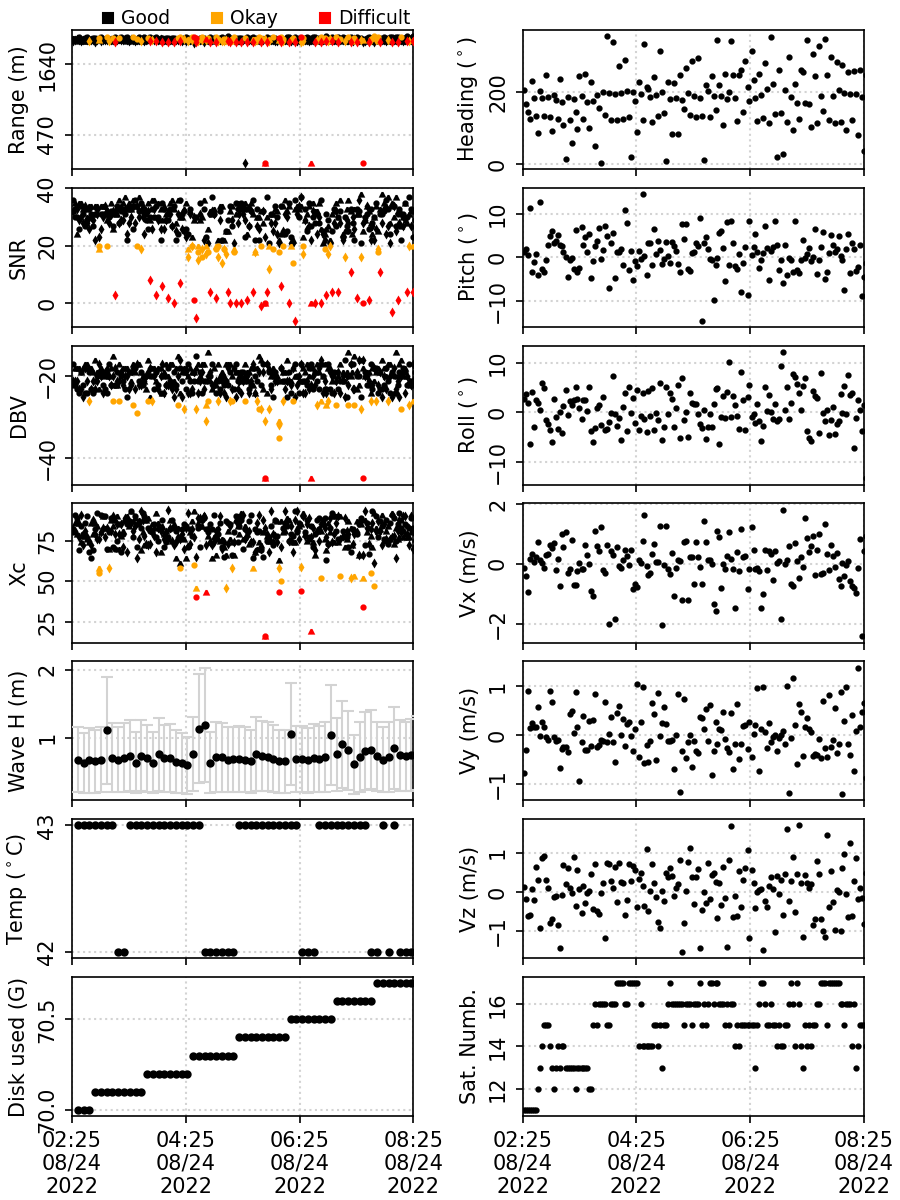 Good Okay Difficult
Range (m)
1640
470
Heading (°)
200
0
SNR
40
20
0
Pitch (°)
10
0
−10
DBV
−20
−40
Roll (°)
10
0
−10
Xc
75
50
25
Vx (m/s)
2
0
−2
Wave H (m)
2
1
Vy (m/s)
1
0
−1
Temp (°C)
43
42
Vz (m/s)
1
0
−1
Disk used (G)
70.5
70.0
Sat. Numb.
16
14
12
02:25 04:25 06:25 08:25
08/24 08/24 08/24 08/24
2022 2022 2022 2022
02:25 04:25 06:25 08:25
08/24 08/24 08/24 08/24
2022 2022 2022 2022